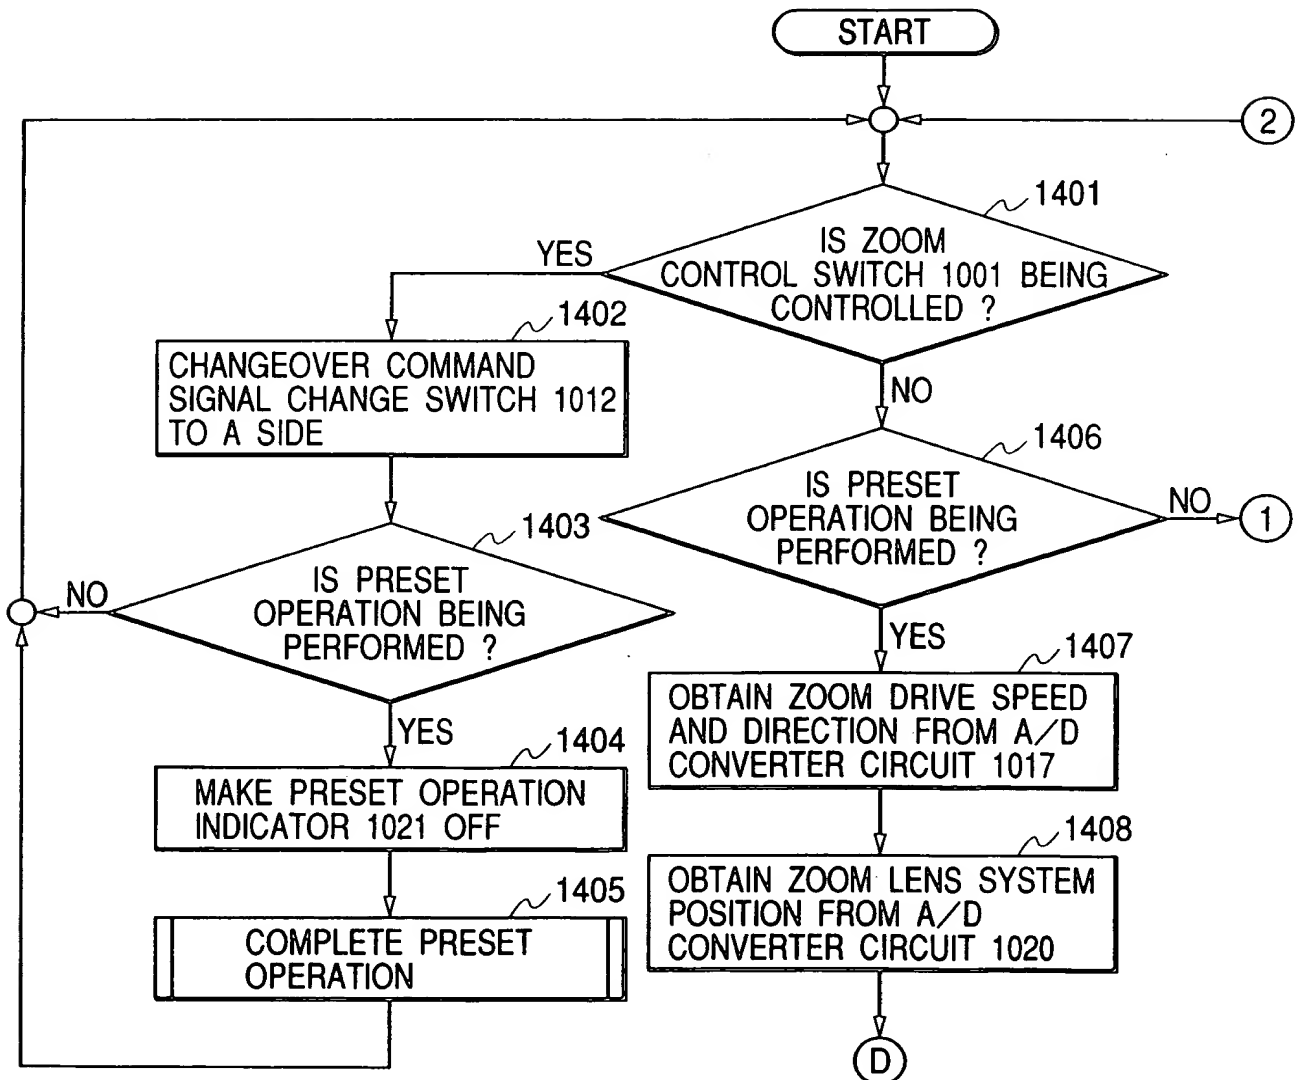 START
2
1401
IS ZOOM
CONTROL SWITCH 1001 BEING
CONTROLLED ?
YES
NO
1402
CHANGEOVER COMMAND
SIGNAL CHANGE SWITCH 1012
TO A SIDE
1406
IS PRESET
OPERATION BEING
PERFORMED ?
NO
1
YES
1403
IS PRESET
OPERATION BEING
PERFORMED ?
NO
YES
1407
OBTAIN ZOOM DRIVE SPEED
AND DIRECTION FROM A/D
CONVERTER CIRCUIT 1017
1404
MAKE PRESET OPERATION
INDICATOR 1021 OFF
1408
OBTAIN ZOOM LENS SYSTEM
POSITION FROM A/D
CONVERTER CIRCUIT 1020
1405
COMPLETE PRESET
OPERATION
D